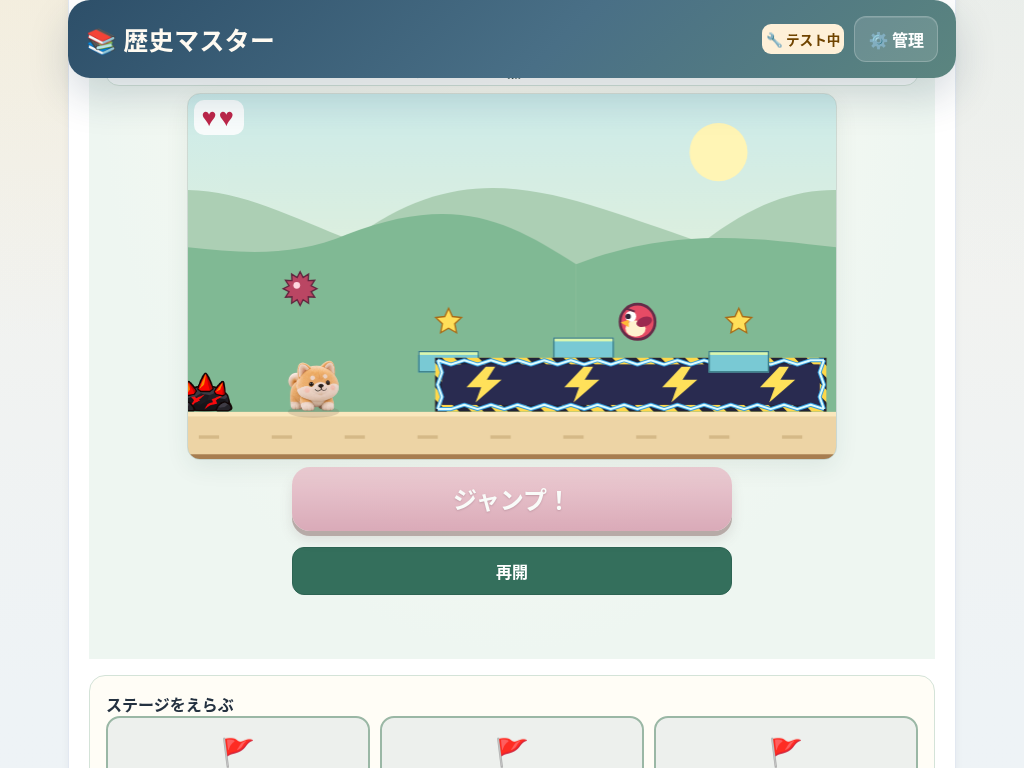 歴史マスター
テスト中
管理
ジャンプ！
再開
ステージをえらぶ